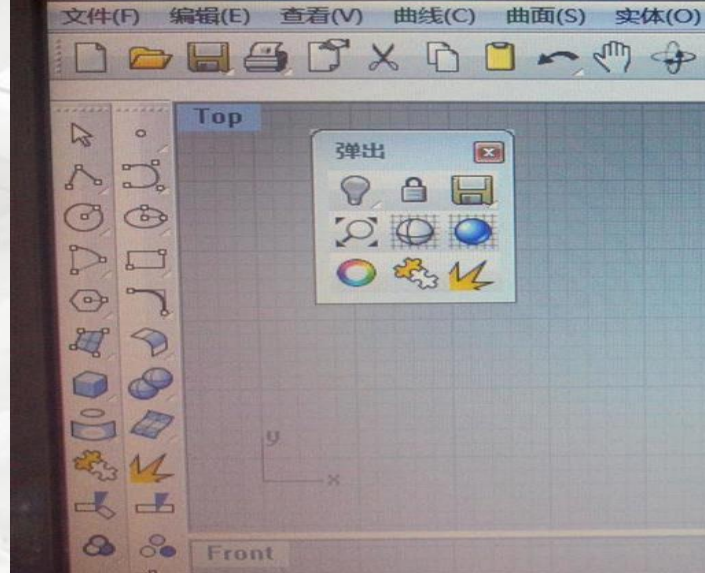 文件(F) 编辑(E) 查看(V) 曲线(C) 曲面(S) 实体(O)
Top
弹出
y
x
Front